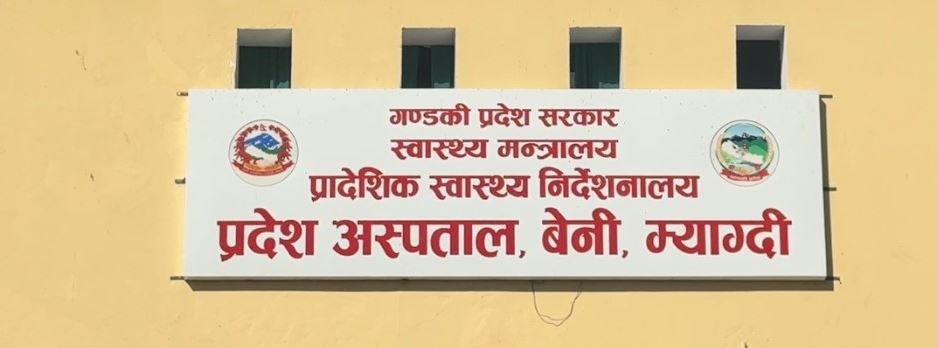 गण्डकी प्रदेश सरकार
स्वास्थ्य मन्त्रालय
प्रादेशिक स्वास्थ्य निर्देशनालय
प्रदेश अस्पताल, बेनी, म्याग्दी